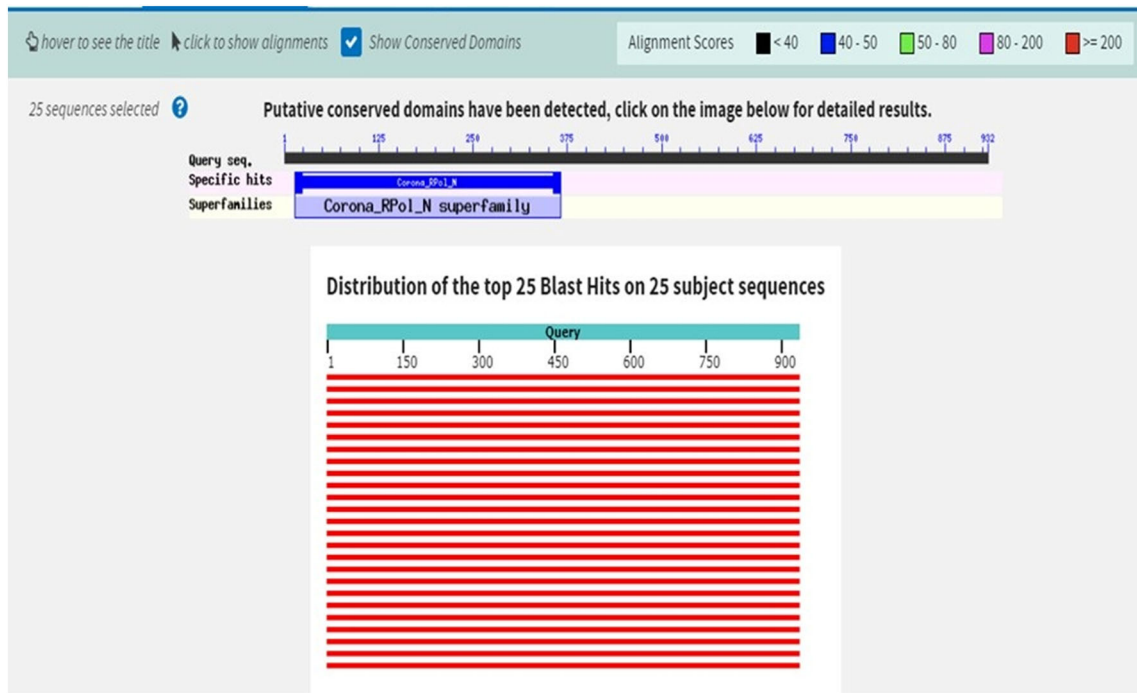 hover to see the title click to show alignments Show Conserved Domains Alignment Scores < 40 40 - 50 50 - 80 80 - 200 >= 200
25 sequences selected ? Putative conserved domains have been detected, click on the image below for detailed results.
1 125 250 375 500 625 750 875 932
Query seq.
Specific hits Corona_RPol_N
Superfamilies Corona_RPol_N superfamily
Distribution of the top 25 Blast Hits on 25 subject sequences
Query
1 150 300 450 600 750 900